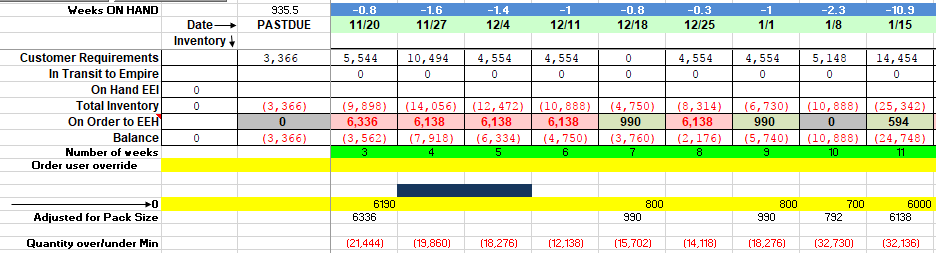 Weeks ON HAND 935.5 -0.8 -1.6 -1.4 -1 -0.8 -0.3 -1 -2.3 -10.9
Date→ PASTDUE 11/20 11/27 12/4 12/11 12/18 12/25 1/1 1/8 1/15
Inventory↓
Customer Requirements 3,366 5,544 10,494 4,554 4,554 0 4,554 4,554 5,148 14,454
In Transit to Empire 0 0 0 0 0 0 0 0 0
On Hand EEI 0
Total Inventory 0 (3,366) (9,898) (14,056) (12,472) (10,888) (4,750) (8,314) (6,730) (10,888) (25,342)
On Order to EEH 0 6,336 6,138 6,138 6,138 990 6,138 990 0 594
Balance 0 (3,366) (3,562) (7,918) (6,334) (4,750) (3,760) (2,176) (5,740) (10,888) (24,748)
Number of weeks 3 4 5 6 7 8 9 10 11
Order user override
→0 6190 800 800 700 6000
Adjusted for Pack Size 6336 990 990 792 6138
Quantity over/under Min (21,444) (19,860) (18,276) (12,138) (15,702) (14,118) (18,276) (32,730) (32,136)